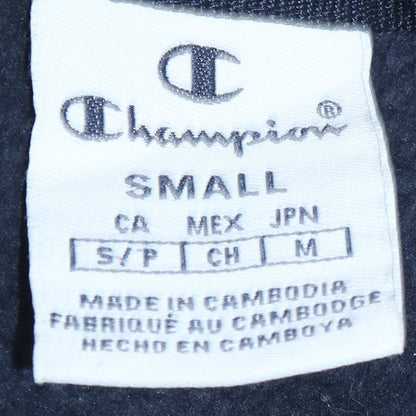 C
Champion®
SMALL
CA MEX JPN
S/P CH M
MADE IN CAMBODIA
FABRIQUÉ AU CAMBODGE
HECHO EN CAMBOYA